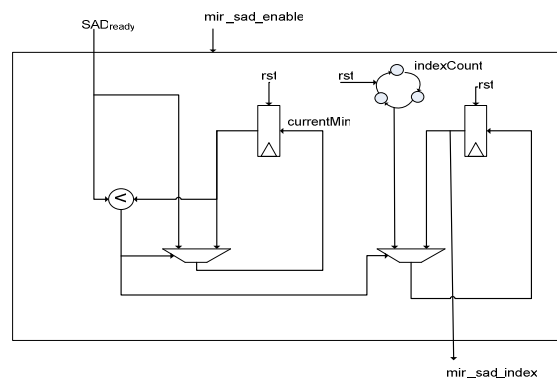 SADready
mir_sad_enable
rst
rst
indexCount
rst
currentMin
<
mir_sad_index